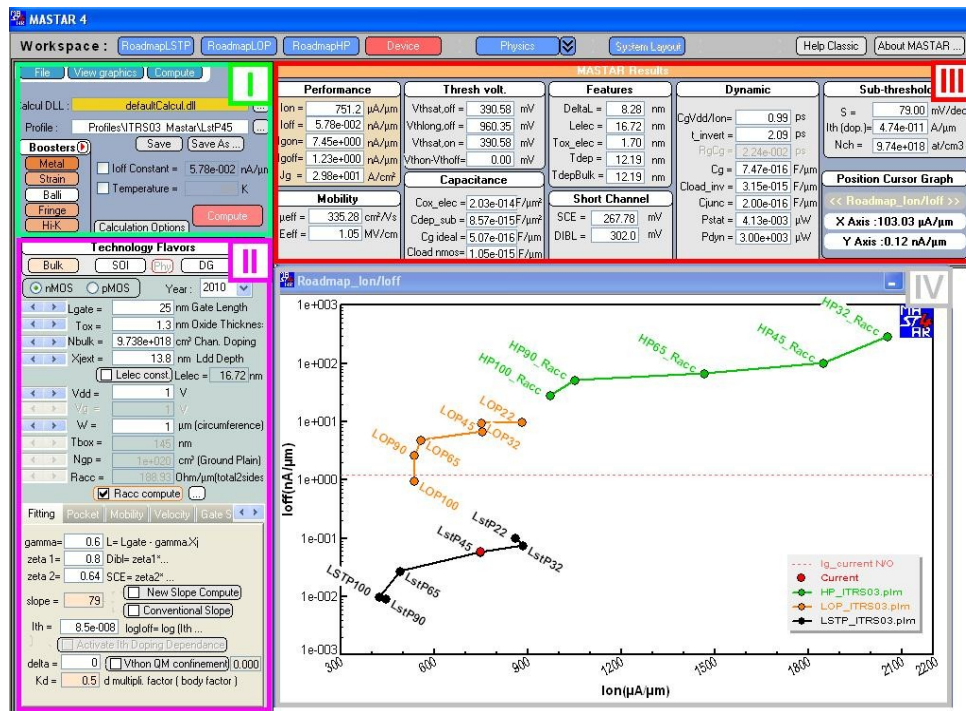 MASTAR 4
Workspace : RoadmapLSTP RoadmapLOP RoadmapHP Device Physics System Layout Help Classic About MASTAR ...
File View graphics Compute I
Calcul DLL : defaultCalcul.dll ...
Profile : Profiles\ITRS03 Mastar\LstP45 ...
Boosters Save Save As ...
Metal
Strain
Balli
Fringe
Hi-K
Ioff Constant = 5.78e-002 nA/µm
Temperature = K
Compute
Calculation Options
MASTAR Results
III
Performance
Ion = 751.2 µA/µm
Ioff = 5.78e-002 nA/µm
Igon= 7.45e+000 nA/µm
Igoff= 1.23e+000 nA/µm
Jg = 2.98e+001 A/cm²
Mobility
µeff = 335.28 cm²/Vs
Eeff = 1.05 MV/cm
Thresh volt.
Vthsat,off = 390.58 mV
Vthlong,off = 960.35 mV
Vthsat,on = 390.58 mV
Vthon-Vthoff= 0.00 mV
Capacitance
Cox_elec = 2.03e-014 F/µm²
Cdep_sub = 8.57e-015 F/µm²
Cg ideal = 5.07e-016 F/µm
Cload nmos= 1.05e-015 F/µm
Features
DeltaL = 8.28 nm
Lelec = 16.72 nm
Tox_elec = 1.70 nm
Tdep = 12.19 nm
TdepBulk = 12.19 nm
Short Channel
SCE = 267.78 mV
DIBL = 302.0 mV
Dynamic
CgVdd/Ion= 0.99 ps
t_invert = 2.09 ps
RgCg = 2.24e-002 ps
Cg = 7.47e-016 F/µm
Cload_inv = 3.15e-015 F/µm
Cjunc = 2.00e-016 F/µm
Pstat = 4.13e-003 µW
Pdyn = 3.00e+003 µW
Sub-threshold
S = 79.00 mV/dec
Ith (dop.)= 4.74e-011 A/µm
Nch = 9.74e+018 at/cm3
Position Cursor Graph
<< Roadmap_Ion/Ioff >>
X Axis :103.03 µA/µm
Y Axis :0.12 nA/µm
Technology Flavors
II
Bulk SOI Phy DG
nMOS pMOS Year : 2010
Lgate = 25 nm Gate Length
Tox = 1.3 nm Oxide Thicknes
Nbulk = 9.738e+018 cm³ Chan. Doping
Xjext = 13.8 nm Ldd Depth
Lelec const. Lelec = 16.72 nm
Vdd = 1 V
Vg = 1 V
W = 1 µm (circumference)
Tbox = 145 nm
Ngp = 1e+020 cm³ (Ground Plain)
Racc = 188.93 Ohm/µm(total2sides
Racc compute ...
Fitting Pocket Mobility Velocity Gate S
gamma= 0.6 L= Lgate - gamma.Xj
zeta 1= 0.8 Dibl= zeta1*...
zeta 2= 0.64 SCE= zeta2* ...
New Slope Compute
slope = 79
Conventional Slope
Ith = 8.5e-008 logIoff= log (Ith ...
Activate Ith Doping Dependance
delta = 0 Vthon QM confinement 0.000
Kd = 0.5 d multipli. factor ( body factor )
Roadmap_Ion/Ioff
IV
MASTAR
Ioff(nA/µm)
1e+003
1e+002
1e+001
1e+000
1e-001
1e-002
1e-003
HP100_Racc
HP90_Racc
HP65_Racc
HP45_Racc
HP32_Racc
LOP100
LOP90
LOP65
LOP45
LOP32
LOP22
LSTP100
LstP90
LstP65
LstP45
LstP32
LstP22
Ig_current N/O
Current
HP_ITRS03.plm
LOP_ITRS03.plm
LSTP_ITRS03.plm
300 600 900 1200 1500 1800 2100 2200
Ion(µA/µm)